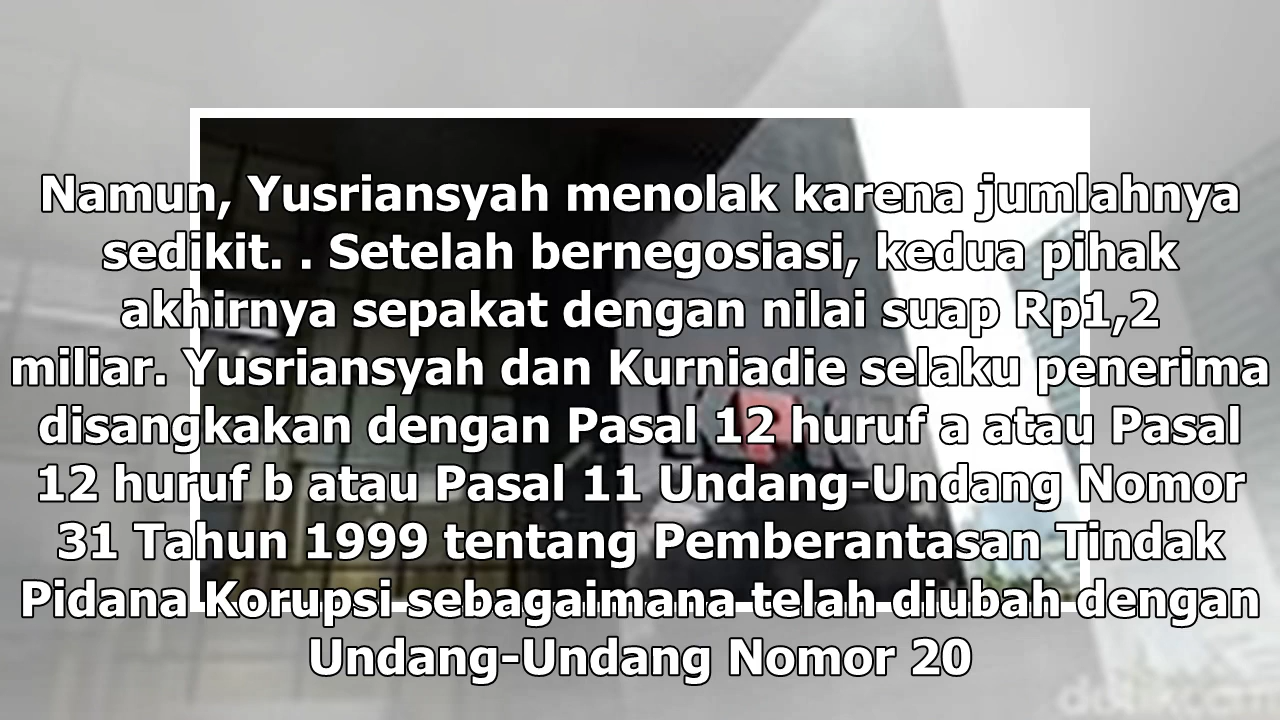 Namun, Yusriansyah menolak karena jumlahnya
sedikit. . Setelah bernegosiasi, kedua pihak
akhirnya sepakat dengan nilai suap Rp1,2
miliar. Yusriansyah dan Kurniadie selaku penerima
disangkakan dengan Pasal 12 huruf a atau Pasal
12 huruf b atau Pasal 11 Undang-Undang Nomor
31 Tahun 1999 tentang Pemberantasan Tindak
Pidana Korupsi sebagaimana telah diubah dengan
Undang-Undang Nomor 20